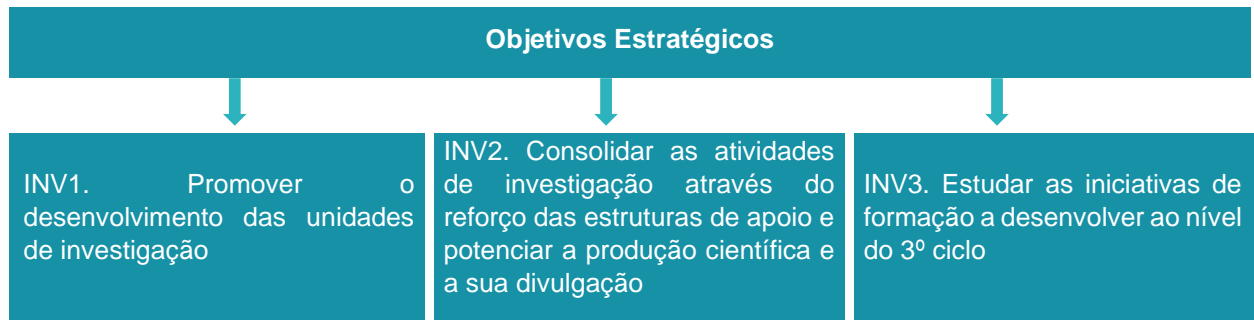 Objetivos Estratégicos
INV1. Promover o
desenvolvimento das unidades
de investigação
INV2. Consolidar as atividades
de investigação através do
reforço das estruturas de apoio e
potenciar a produção científica e
a sua divulgação
INV3. Estudar as iniciativas de
formação a desenvolver ao nível
do 3º ciclo